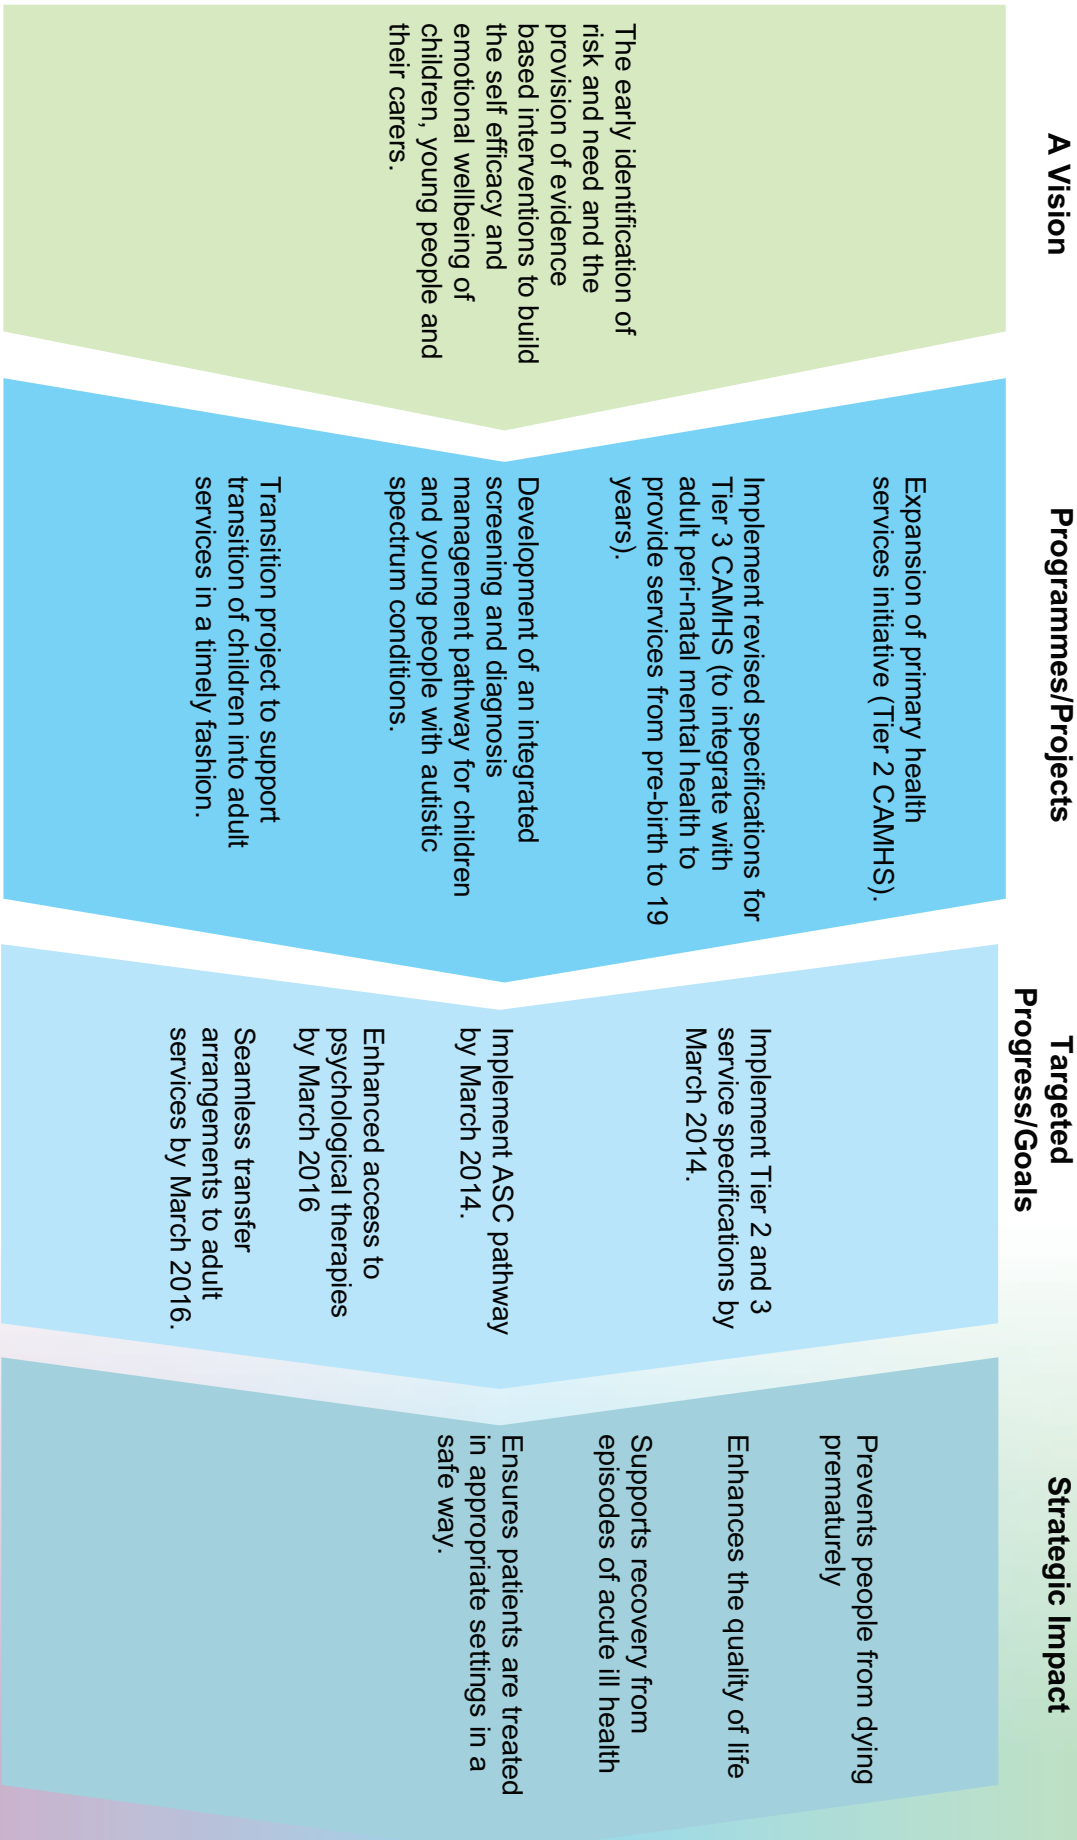 A Vision
The early identification of
risk and need and the
provision of evidence
based interventions to build
the self efficacy and
emotional wellbeing of
children, young people and
their carers.
Programmes/Projects
Expansion of primary health
services initiative (Tier 2 CAMHS).
Implement revised specifications for
Tier 3 CAMHS (to integrate with
adult peri-natal mental health to
provide services from pre-birth to 19
years).
Development of an integrated
screening and diagnosis
management pathway for children
and young people with autistic
spectrum conditions.
Transition project to support
transition of children into adult
services in a timely fashion.
Targeted
Progress/Goals
Implement Tier 2 and 3
service specifications by
March 2014.
Implement ASC pathway
by March 2014.
Enhanced access to
psychological therapies
by March 2016
Seamless transfer
arrangements to adult
services by March 2016.
Strategic Impact
Prevents people from dying
prematurely
Enhances the quality of life
Supports recovery from
episodes of acute ill health
Ensures patients are treated
in appropriate settings in a
safe way.